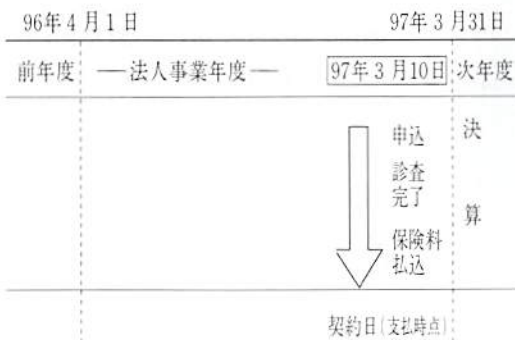 96年4月1日 97年3月31日
前年度 ―法人事業年度― 97年3月10日 次年度
申込
診査
完了
保険料
払込
決
算
契約日(支払時点)